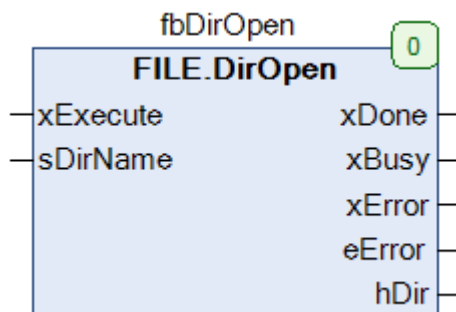 fbDirOpen
0
FILE.DirOpen
xExecute xDone
sDirName xBusy
xError
eError
hDir